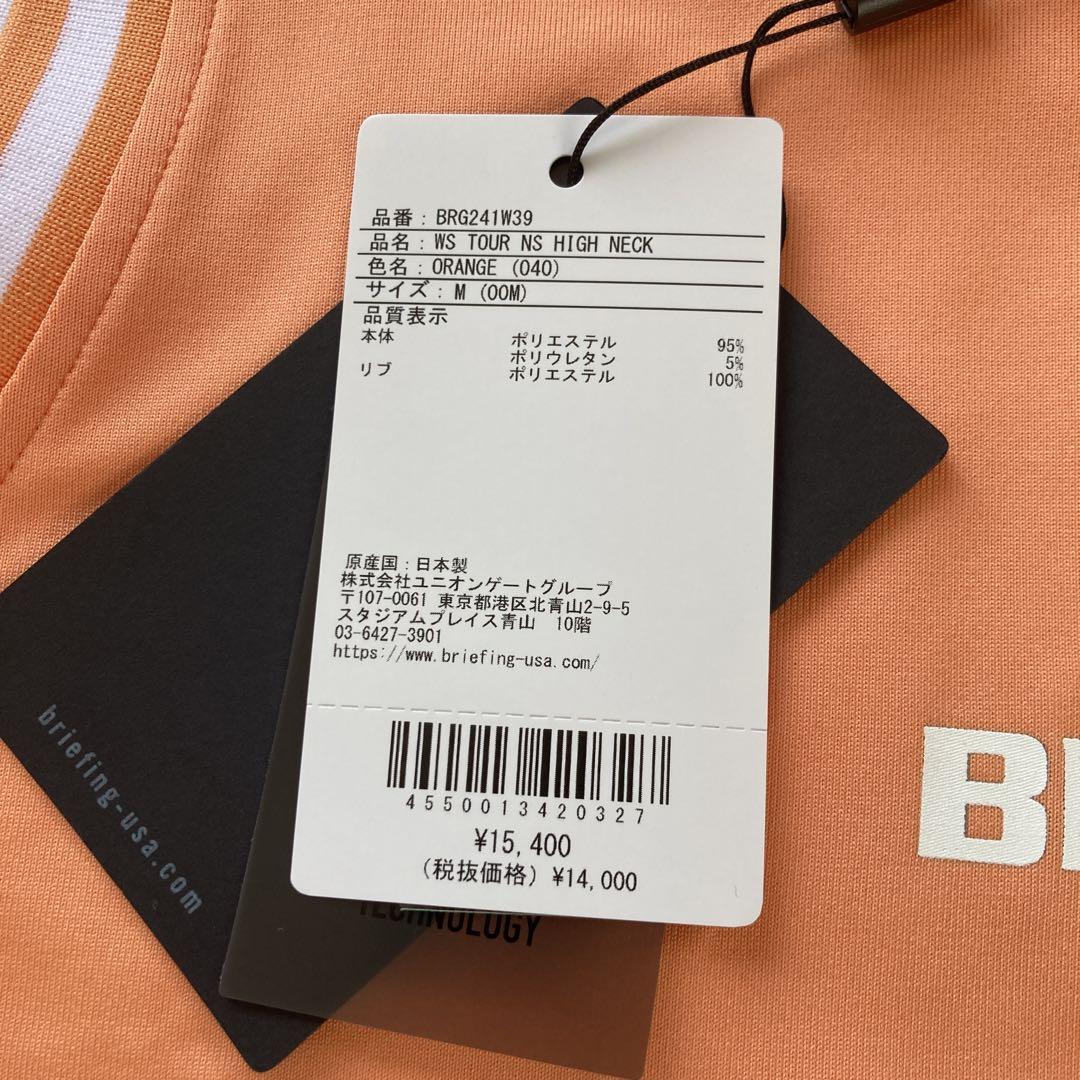 品番：BRG241W39
品名：WS TOUR NS HIGH NECK
色名：ORANGE (040)
サイズ：M (00M)
品質表示
本体 ポリエステル 95%
ポリウレタン 5%
リブ ポリエステル 100%
原産国：日本製
株式会社ユニオンゲートグループ
〒107-0061 東京都港区北青山2-9-5
スタジアムプレイス青山 10階
03-6427-3901
https://www.briefing-usa.com/
4550013420327
¥15,400
(税抜価格) ¥14,000
briefing-usa.com
TECHNOLOGY